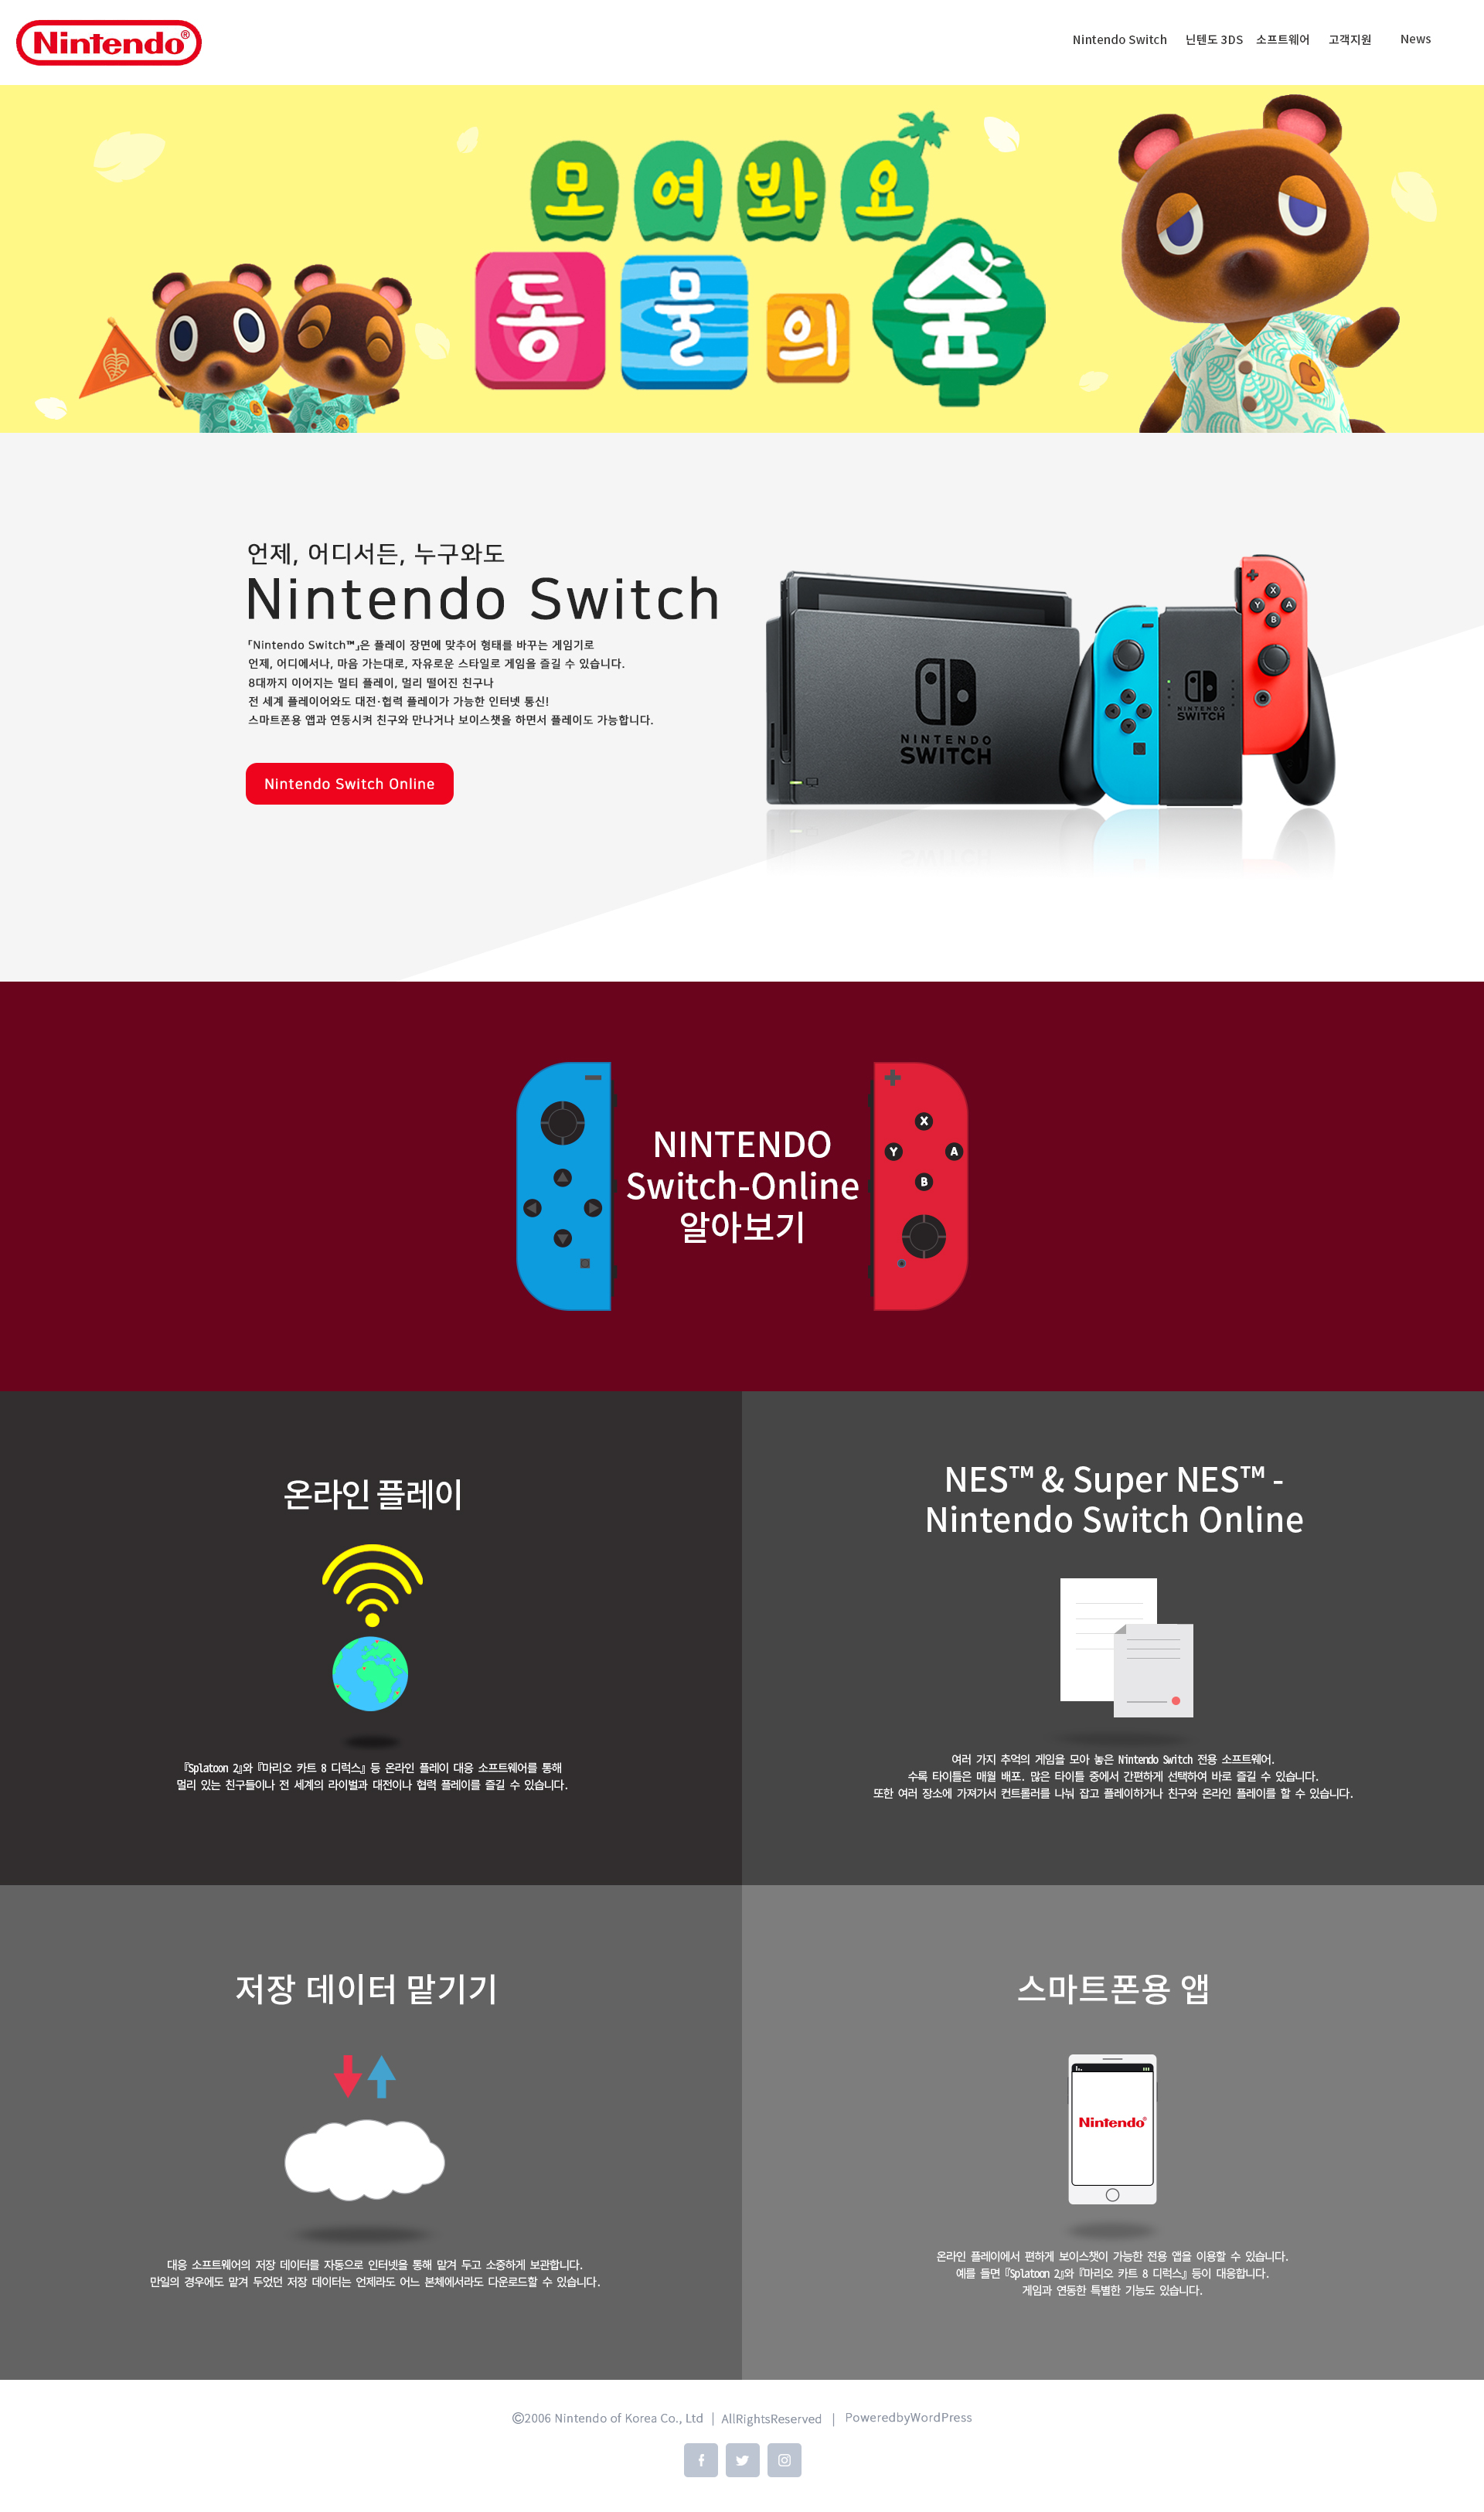 Nintendo®
Nintendo Switch 닌텐도 3DS 소프트웨어 고객지원 News
모여봐요
동물의숲
언제, 어디서든, 누구와도
Nintendo Switch
「Nintendo Switch™」은 플레이 장면에 맞추어 형태를 바꾸는 게임기로
언제, 어디에서나, 마음 가는대로, 자유로운 스타일로 게임을 즐길 수 있습니다.
8대까지 이어지는 멀티 플레이, 멀리 떨어진 친구나
전 세계 플레이어와도 대전·협력 플레이가 가능한 인터넷 통신!
스마트폰용 앱과 연동시켜 친구와 만나거나 보이스챗을 하면서 플레이도 가능합니다.
Nintendo Switch Online
NINTENDO
SWITCH
NINTENDO
SWITCH
X
Y A
B
NINTENDO
Switch-Online
알아보기
X
Y A
B
온라인 플레이
『Splatoon 2』와 『마리오 카트 8 디럭스』 등 온라인 플레이 대응 소프트웨어를 통해
멀리 있는 친구들이나 전 세계의 라이벌과 대전이나 협력 플레이를 즐길 수 있습니다.
NES™ & Super NES™ -
Nintendo Switch Online
여러 가지 추억의 게임을 모아 놓은 Nintendo Switch 전용 소프트웨어.
수록 타이틀은 매월 배포. 많은 타이틀 중에서 간편하게 선택하여 바로 즐길 수 있습니다.
또한 여러 장소에 가져가서 컨트롤러를 나눠 잡고 플레이하거나 친구와 온라인 플레이를 할 수 있습니다.
저장 데이터 맡기기
대응 소프트웨어의 저장 데이터를 자동으로 인터넷을 통해 맡겨 두고 소중하게 보관합니다.
만일의 경우에도 맡겨 두었던 저장 데이터는 언제라도 어느 본체에서라도 다운로드할 수 있습니다.
스마트폰용 앱
Nintendo®
온라인 플레이에서 편하게 보이스챗이 가능한 전용 앱을 이용할 수 있습니다.
예를 들면 『Splatoon 2』와 『마리오 카트 8 디럭스』 등이 대응합니다.
게임과 연동한 특별한 기능도 있습니다.
©2006 Nintendo of Korea Co., Ltd | AllRightsReserved | PoweredbyWordPress